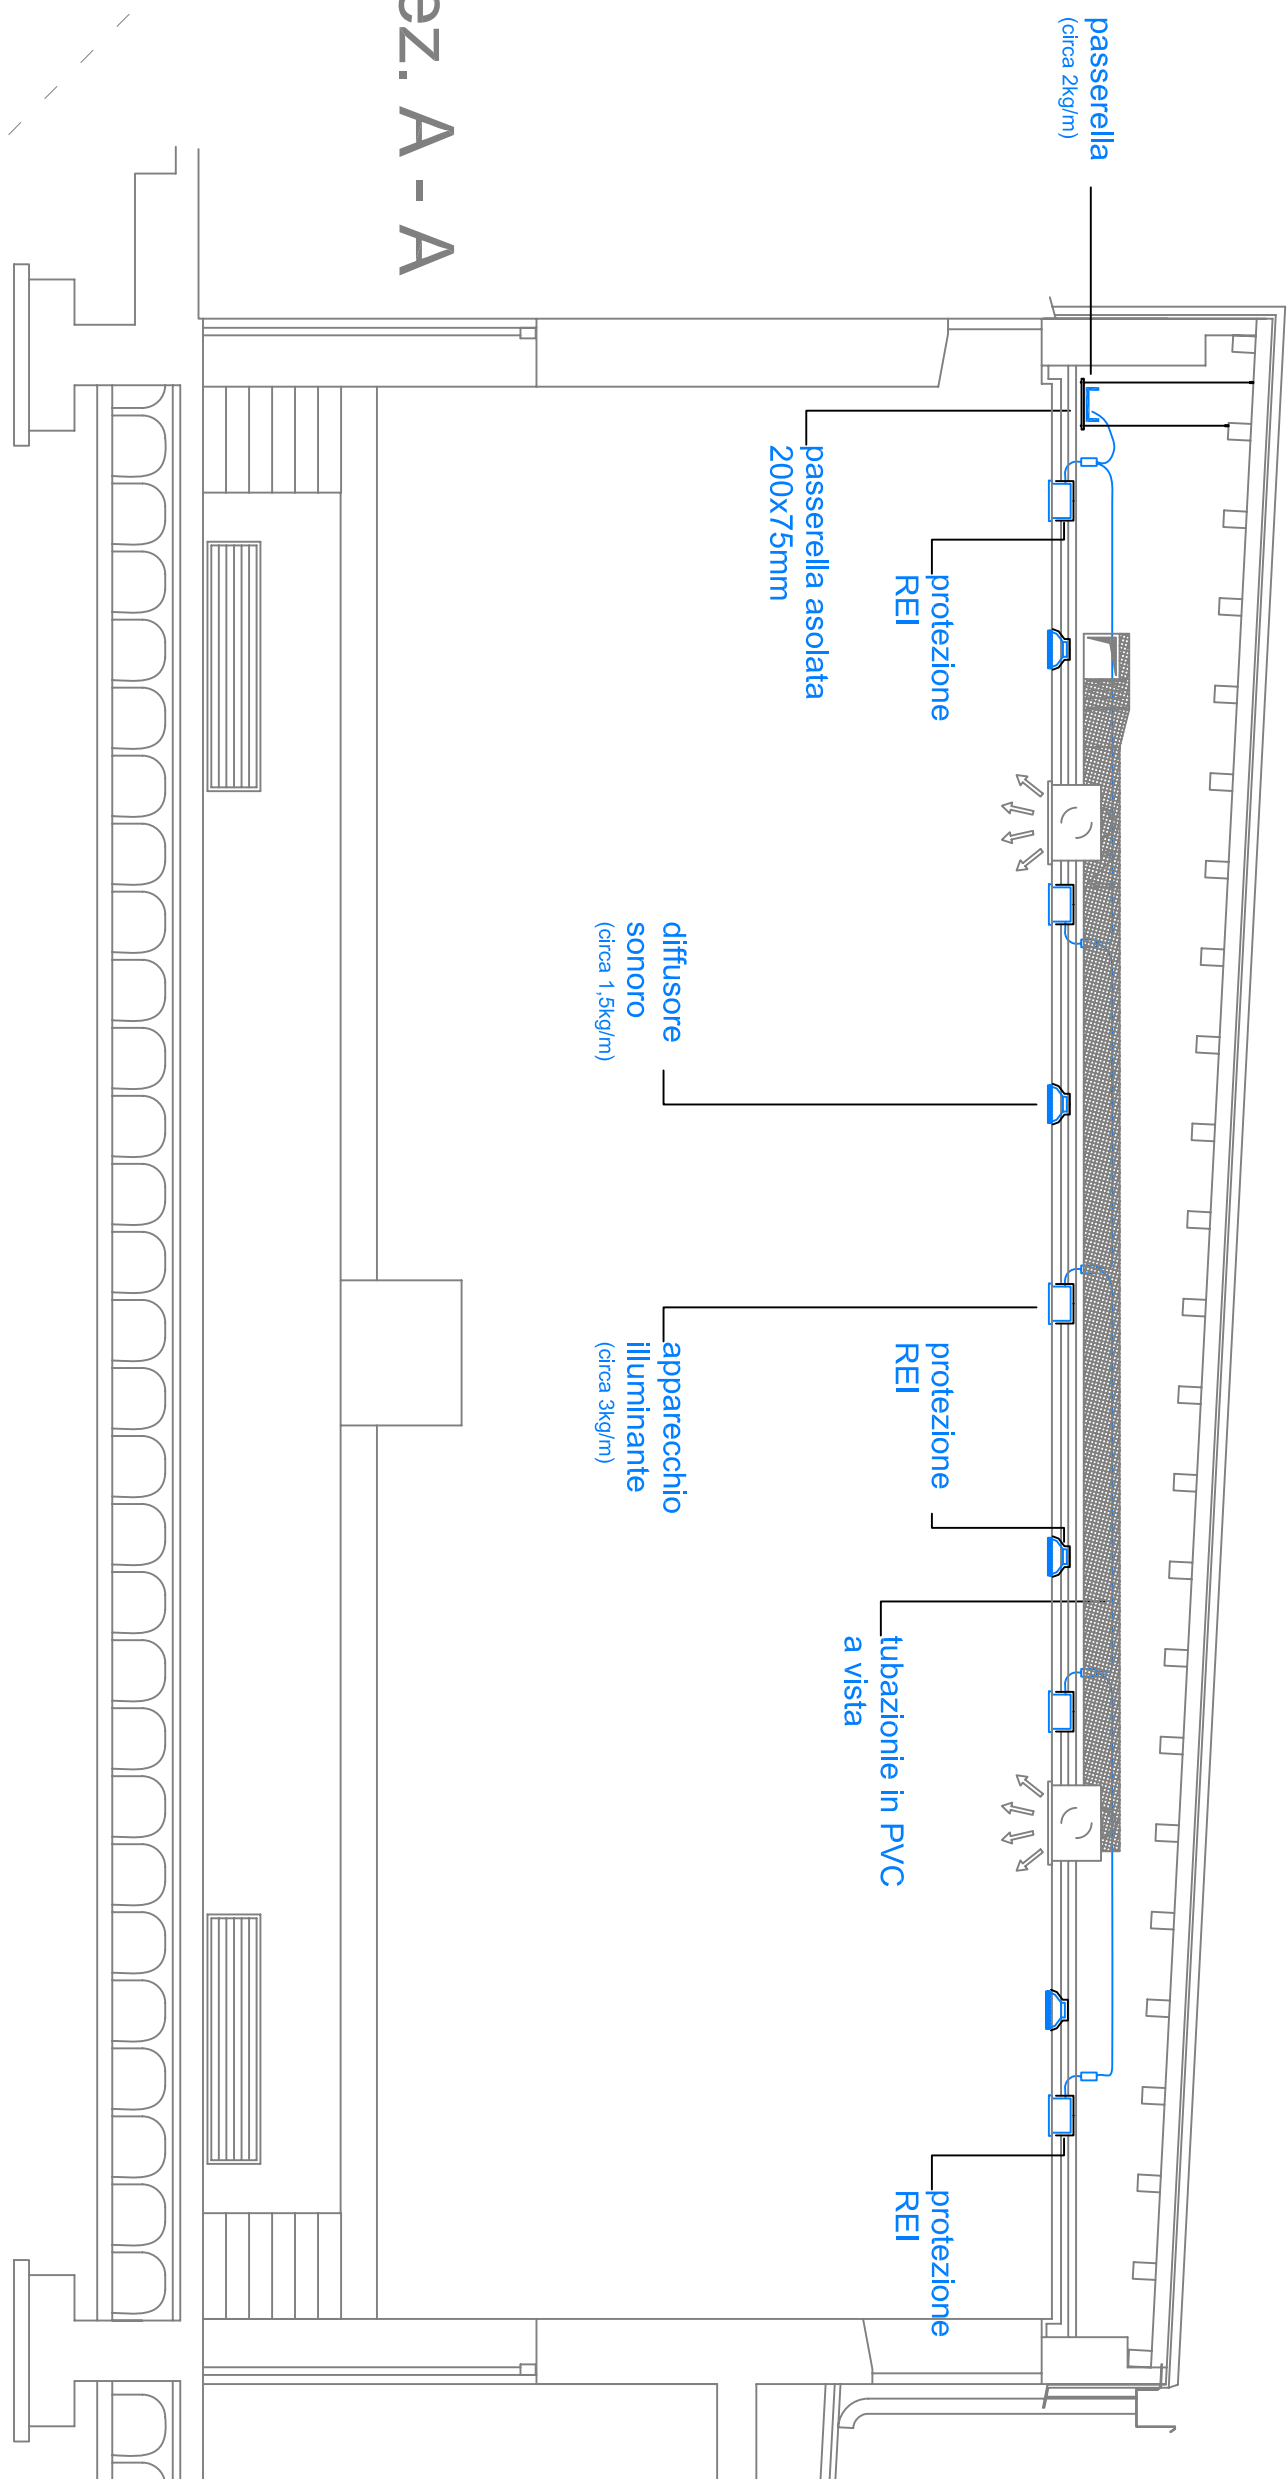 passerella
(circa 2kg/m)
passerella asolata
200x75mm
protezione
REI
diffusore
sonoro
(circa 1,5kg/m)
apparecchio
illuminante
(circa 3kg/m)
protezione
REI
tubazionie in PVC
a vista
protezione
REI
ez. A - A